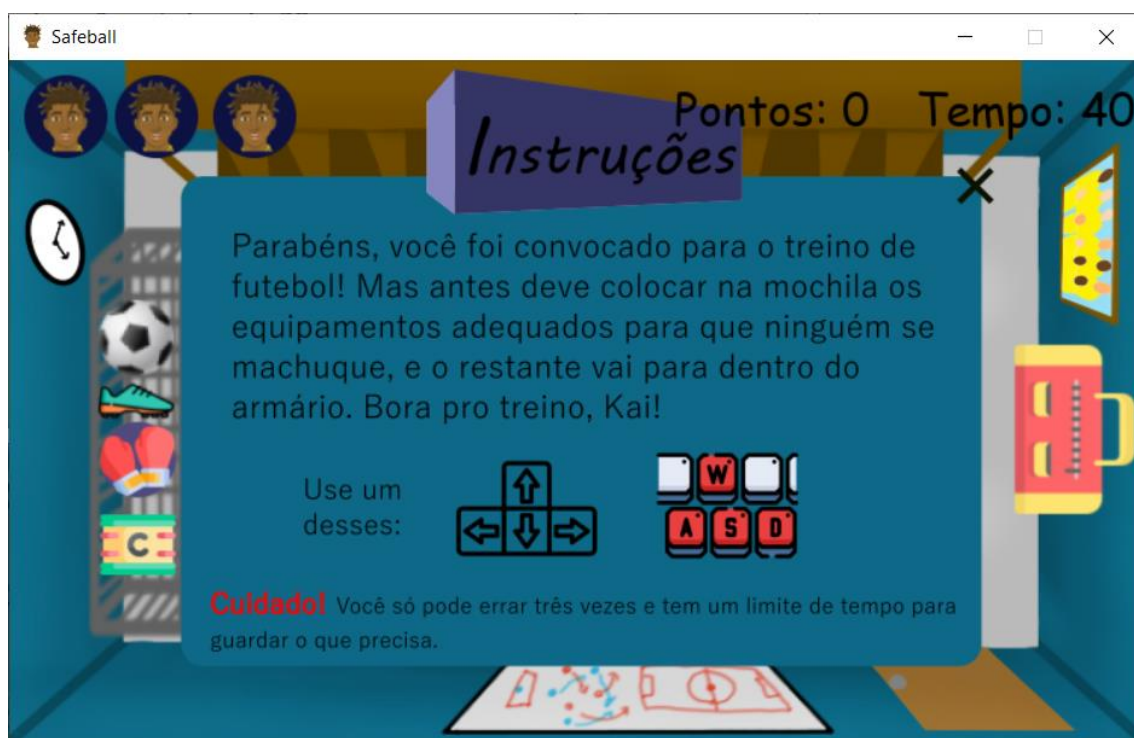 Safeball
Pontos: 0 Tempo: 40
Instruções
Parabéns, você foi convocado para o treino de
futebol! Mas antes deve colocar na mochila os
equipamentos adequados para que ninguém se
machuque, e o restante vai para dentro do
armário. Bora pro treino, Kai!
Use um
desses:
W
A S D
C
Cuidado! Você só pode errar três vezes e tem um limite de tempo para
guardar o que precisa.